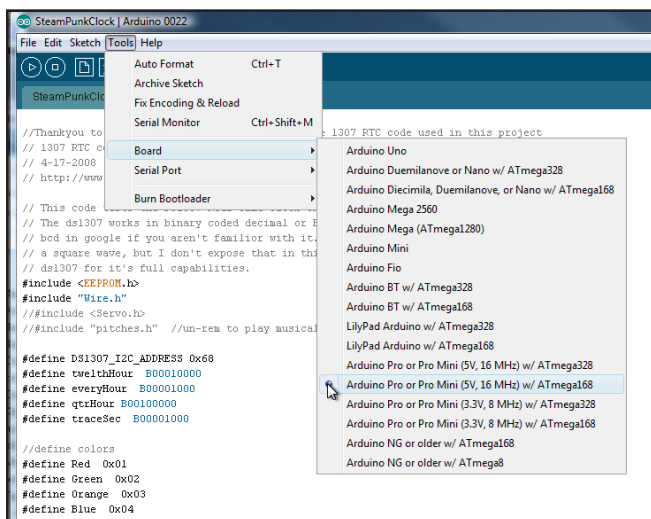 SteamPunkClock | Arduino 0022
File Edit Sketch Tools Help
SteamPunkClo
Auto Format Ctrl+T
Archive Sketch
Fix Encoding & Reload
Serial Monitor Ctrl+Shift+M
Board
Serial Port
Burn Bootloader
Arduino Uno
Arduino Duemilanove or Nano w/ ATmega328
Arduino Diecimila, Duemilanove, or Nano w/ ATmega168
Arduino Mega 2560
Arduino Mega (ATmega1280)
Arduino Mini
Arduino Fio
Arduino BT w/ ATmega328
Arduino BT w/ ATmega168
LilyPad Arduino w/ ATmega328
LilyPad Arduino w/ ATmega168
Arduino Pro or Pro Mini (5V, 16 MHz) w/ ATmega328
Arduino Pro or Pro Mini (5V, 16 MHz) w/ ATmega168
Arduino Pro or Pro Mini (3.3V, 8 MHz) w/ ATmega328
Arduino Pro or Pro Mini (3.3V, 8 MHz) w/ ATmega168
Arduino NG or older w/ ATmega168
Arduino NG or older w/ ATmega8
//Thankyou to 1307 RTC code used in this project
// 1307 RTC
// 4-17-2008
// http://www
// This code
// The ds1307 works in binary coded decimal or
// bcd in google if you aren't familior with it.
// a square wave, but I don't expose that in thi
// ds1307 for it's full capabilities.
#include <EEPROM.h>
#include "Wire.h"
//#include <Servo.h>
//#include "pitches.h" //un-rem to play musical
#define DS1307_I2C_ADDRESS 0x68
#define twelthHour B00010000
#define everyHour B00010000
#define qtrHour B00100000
#define traceSec B00001000
//define colors
#define Red 0x01
#define Green 0x02
#define Orange 0x03
#define Blue 0x04